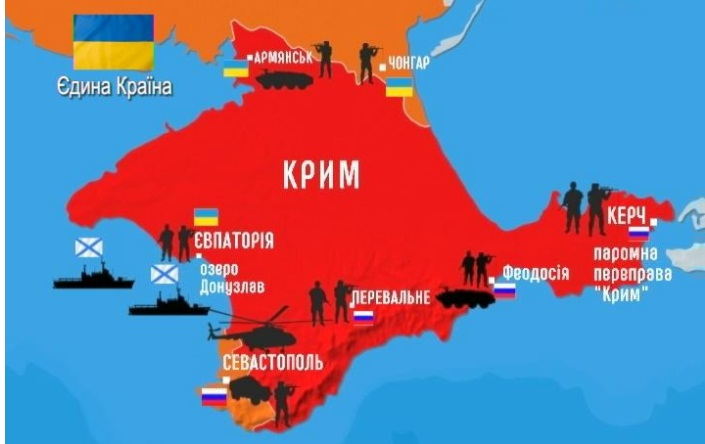 Єдина Країна
АРМЯНСЬК
ЧОНГАР
КРИМ
КЕРЧ
паромна
переправа
"Крим"
ЄВПАТОРІЯ
озеро
Донузлав
Феодосія
ПЕРЕВАЛЬНЕ
СЕВАСТОПОЛЬ